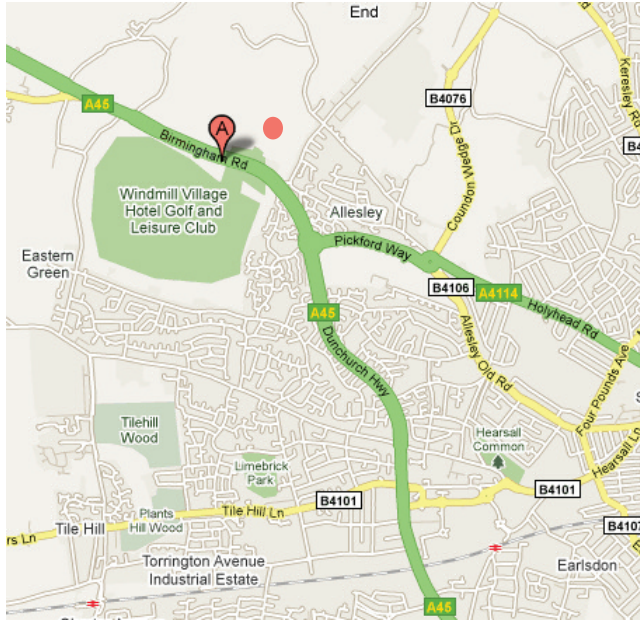 End
Keresley Rd
A45
B4076
A
Birmingham Rd
Coundon Wedge Dr
Windmill Village
Hotel Golf and
Leisure Club
Allesley
Pickford Way
Eastern
Green
B4106
A4114
Holyhead Rd
A45
Dunchurch Hwy
Allesley Old Rd
Four Pounds Ave
Tilehill
Wood
Hearsall
Common
Hearsall Ln
Limebrick
Park
B4101
B4101
Plants
Hill Wood
Tile Hill Ln
B4107
rs Ln
Tile Hill
Torrington Avenue
Industrial Estate
Earlsdon
A45